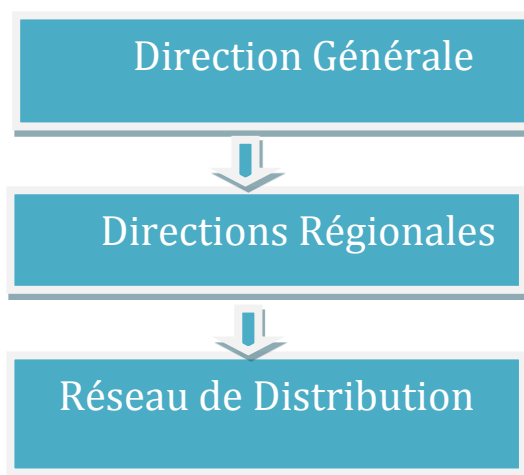 Direction Générale
Directions Régionales
Réseau de Distribution